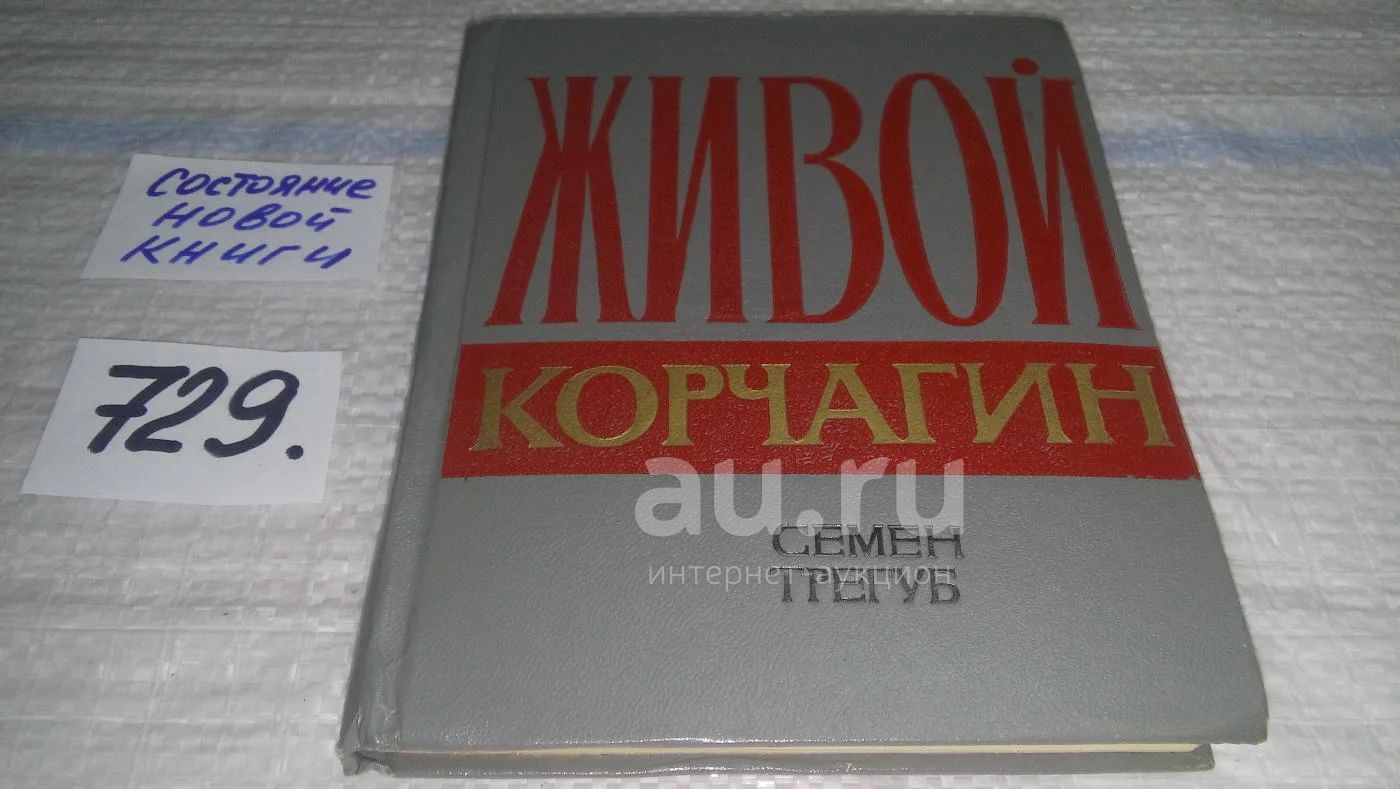 СОСТОЯНИЕ
НОВОЙ
КНИГИ
729.
ЖИВОЙ
КОРЧАГИН
au.ru
интернет аукцион
СЕМЕН
ТРЕГУБ